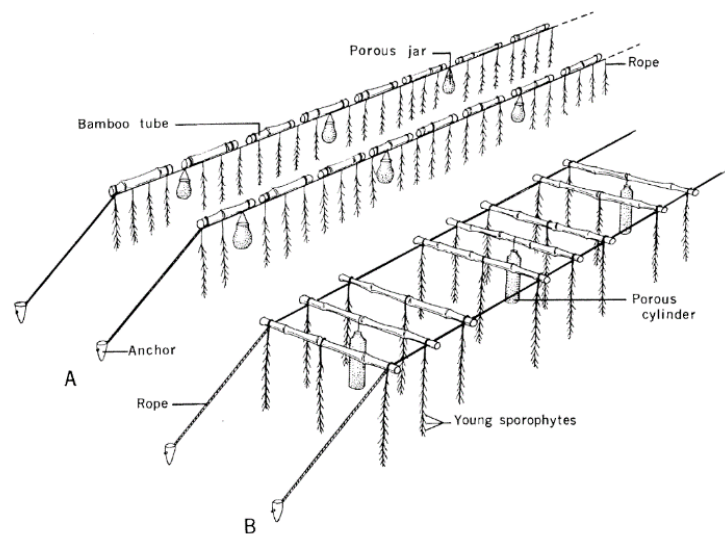 Porous jar
Rope
Bamboo tube
Porous
cylinder
Anchor
A
Rope
Young sporophytes
B